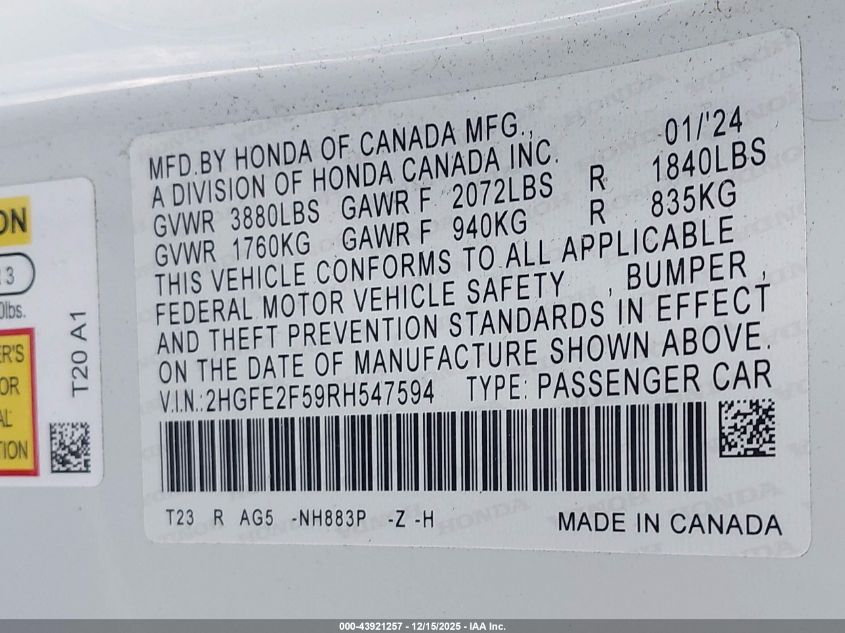 MFD.BY HONDA OF CANADA MFG., 01/'24
A DIVISION OF HONDA CANADA INC.
GVWR 3880LBS GAWR F 2072LBS R 1840LBS
GVWR 1760KG GAWR F 940KG R 835KG
THIS VEHICLE CONFORMS TO ALL APPLICABLE
FEDERAL MOTOR VEHICLE SAFETY , BUMPER ,
AND THEFT PREVENTION STANDARDS IN EFFECT
ON THE DATE OF MANUFACTURE SHOWN ABOVE.
V.I.N.:2HGFE2F59RH547594 TYPE: PASSENGER CAR
T23 R AG5 -NH883P -Z -H
MADE IN CANADA
T20 A1
000-43921257 - 12/15/2025 - IAA Inc.